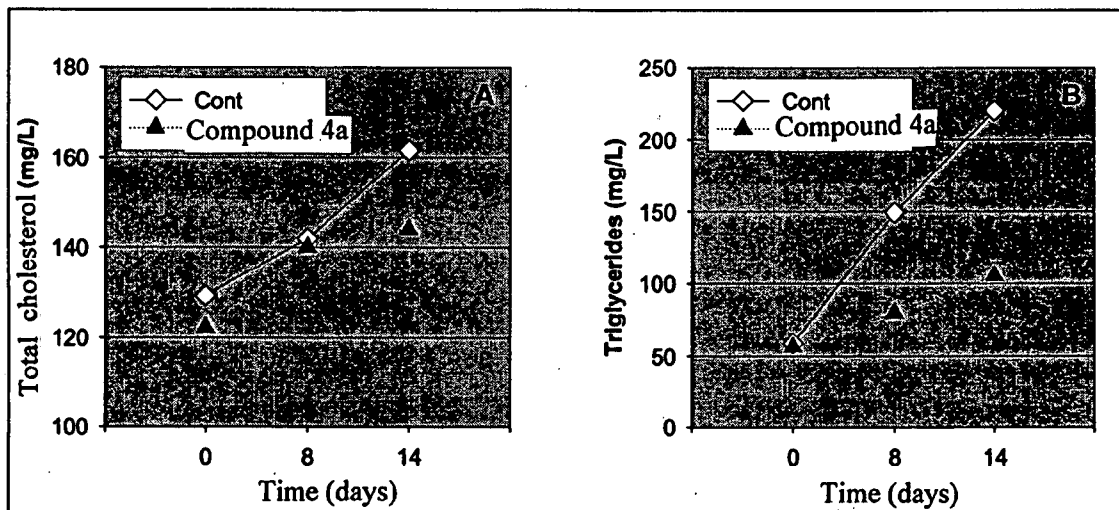 Total cholesterol (mg/L)
180
160
140
120
100
Cont
Compound 4a
A
0 8 14
Time (days)
Triglycerides (mg/L)
250
200
150
100
50
0
Cont
Compound 4a
B
0 8 14
Time (days)